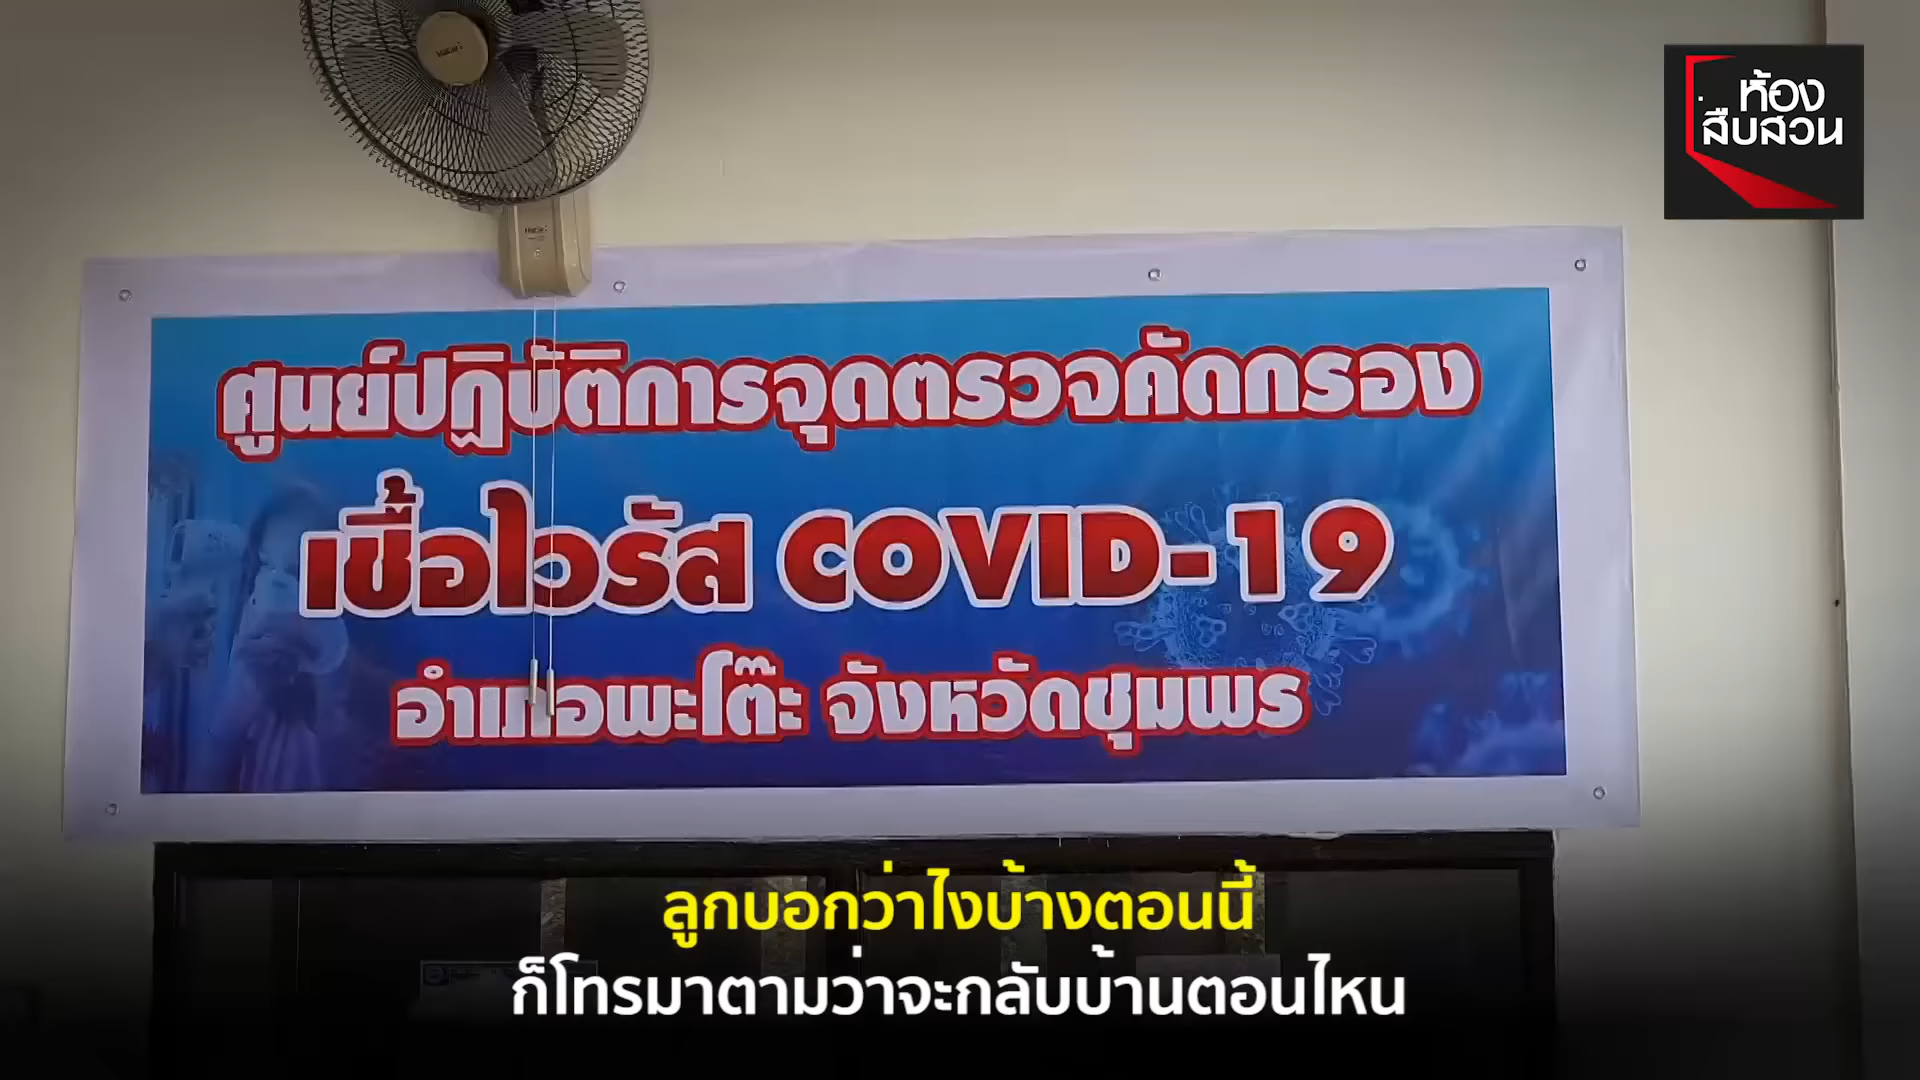 ห้อง
สืบสวน
ศูนย์ปฏิบัติการจุดตรวจคัดกรอง
เชื้อไวรัส COVID-19
อำเภอพะโต๊ะ จังหวัดชุมพร
ลูกบอกว่าไงบ้างตอนนี้
ก็โทรมาตามว่าจะกลับบ้านตอนไหน